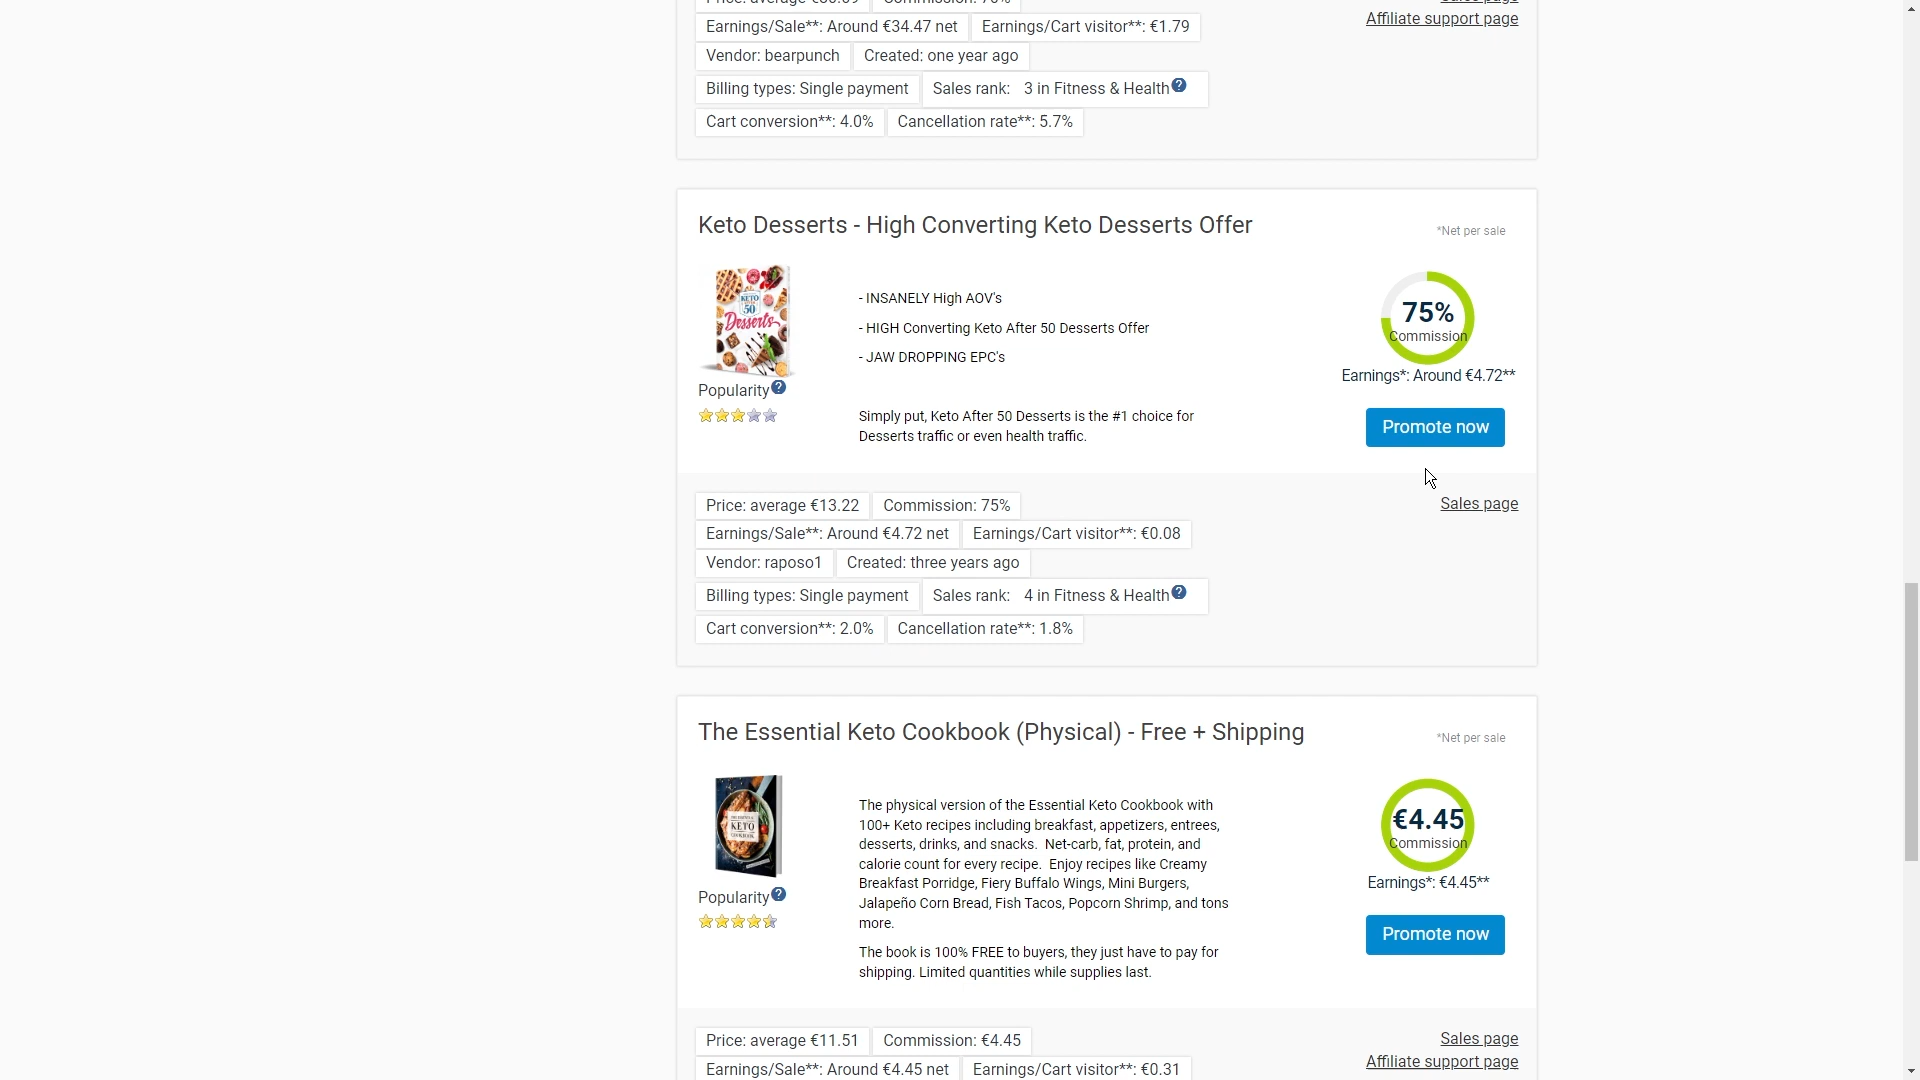 Affiliate support page
Earnings/Sale**: Around €34.47 net
Earnings/Cart visitor**: €1.79
Vendor: bearpunch
Created: one year ago
Billing types: Single payment
Sales rank: 3 in Fitness & Health
Cart conversion**: 4.0%
Cancellation rate**: 5.7%
Keto Desserts - High Converting Keto Desserts Offer
*Net per sale
KETO
50
Desserts
- INSANELY High AOV's
- HIGH Converting Keto After 50 Desserts Offer
- JAW DROPPING EPC's
Simply put, Keto After 50 Desserts is the #1 choice for
Desserts traffic or even health traffic.
Popularity
75%
Commission
Earnings*: Around €4.72**
Promote now
Price: average €13.22
Commission: 75%
Sales page
Earnings/Sale**: Around €4.72 net
Earnings/Cart visitor**: €0.08
Vendor: raposo1
Created: three years ago
Billing types: Single payment
Sales rank: 4 in Fitness & Health
Cart conversion**: 2.0%
Cancellation rate**: 1.8%
The Essential Keto Cookbook (Physical) - Free + Shipping
*Net per sale
KETO
The physical version of the Essential Keto Cookbook with
100+ Keto recipes including breakfast, appetizers, entrees,
desserts, drinks, and snacks. Net-carb, fat, protein, and
calorie count for every recipe. Enjoy recipes like Creamy
Breakfast Porridge, Fiery Buffalo Wings, Mini Burgers,
Jalapeño Corn Bread, Fish Tacos, Popcorn Shrimp, and tons
more.
The book is 100% FREE to buyers, they just have to pay for
shipping. Limited quantities while supplies last.
Popularity
€4.45
Commission
Earnings*: €4.45**
Promote now
Price: average €11.51
Commission: €4.45
Sales page
Affiliate support page
Earnings/Sale**: Around €4.45 net
Earnings/Cart visitor**: €0.31